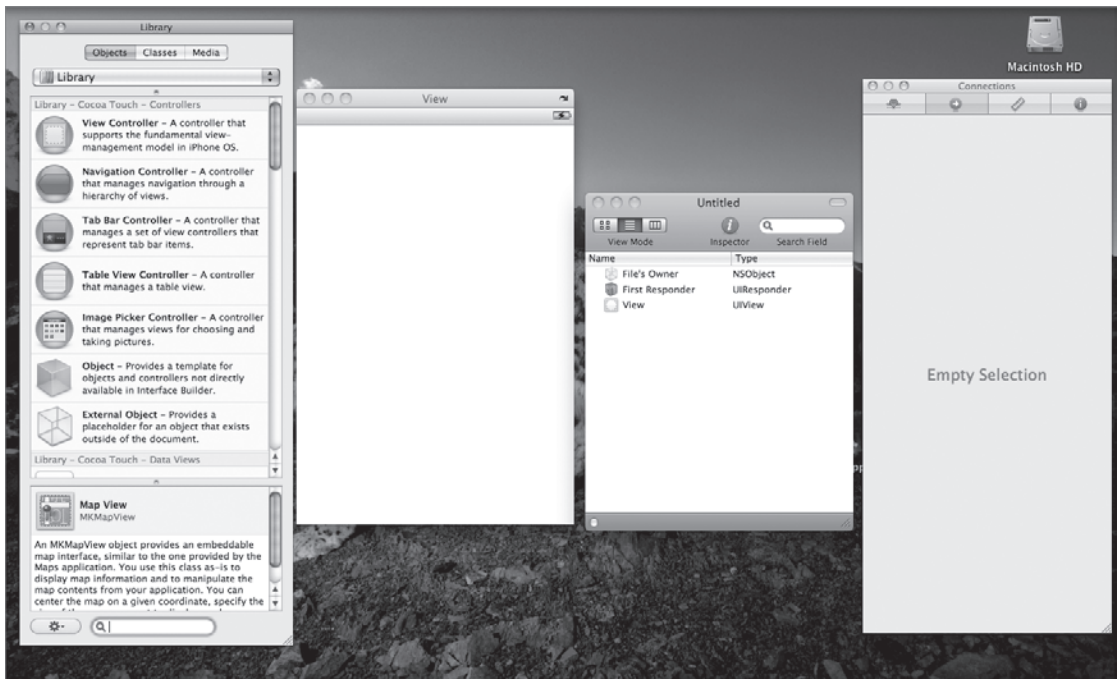 Library
Objects
Classes
Media
Library
Library – Cocoa Touch – Controllers
View Controller – A controller that
supports the fundamental view-
management model in iPhone OS.
Navigation Controller – A controller
that manages navigation through a
hierarchy of views.
Tab Bar Controller – A controller that
manages a set of view controllers that
represent tab bar items.
Table View Controller – A controller
that manages a table view.
Image Picker Controller – A controller
that manages views for choosing and
taking pictures.
Object – Provides a template for
objects and controllers not directly
available in Interface Builder.
External Object – Provides a
placeholder for an object that exists
outside of the document.
Library – Cocoa Touch – Data Views
Map View
MKMapView
An MKMapView object provides an embeddable
map interface, similar to the one provided by the
Maps application. You use this class as-is to
display map information and to manipulate the
map contents from your application. You can
center the map on a given coordinate, specify the
View
Untitled
View Mode
Inspector
Search Field
Name
Type
File's Owner
NSObject
First Responder
UIResponder
View
UIView
Macintosh HD
Connections
Empty Selection